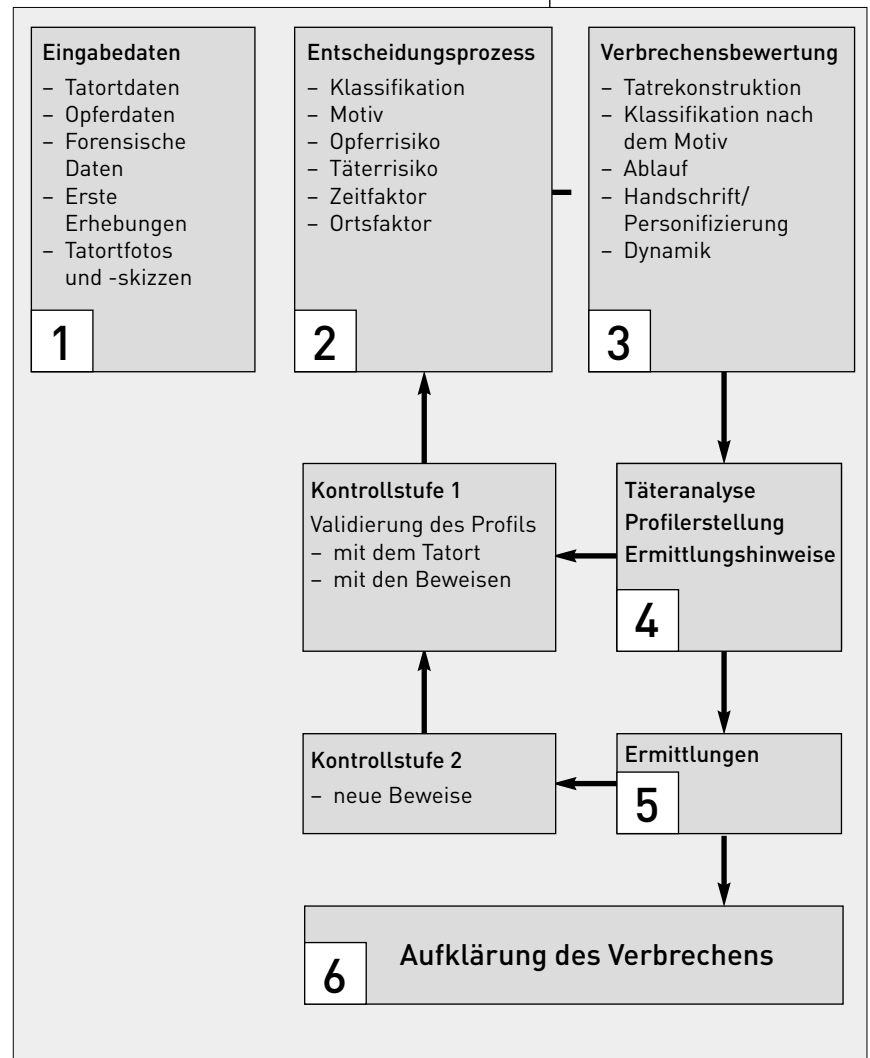 Eingabedaten
– Tatortdaten
– Opferdaten
– Forensische
Daten
– Erste
Erhebungen
– Tatortfotos
und -skizzen
1
Entscheidungsprozess
– Klassifikation
– Motiv
– Opferrisiko
– Täterrisiko
– Zeitfaktor
– Ortsfaktor
2
Verbrechensbewertung
– Tatrekonstruktion
– Klassifikation nach
dem Motiv
– Ablauf
– Handschrift/
Personifizierung
– Dynamik
3
Kontrollstufe 1
Validierung des Profils
– mit dem Tatort
– mit den Beweisen
Täteranalyse
Profilerstellung
Ermittlungshinweise
4
Kontrollstufe 2
– neue Beweise
Ermittlungen
5
Aufklärung des Verbrechens
6